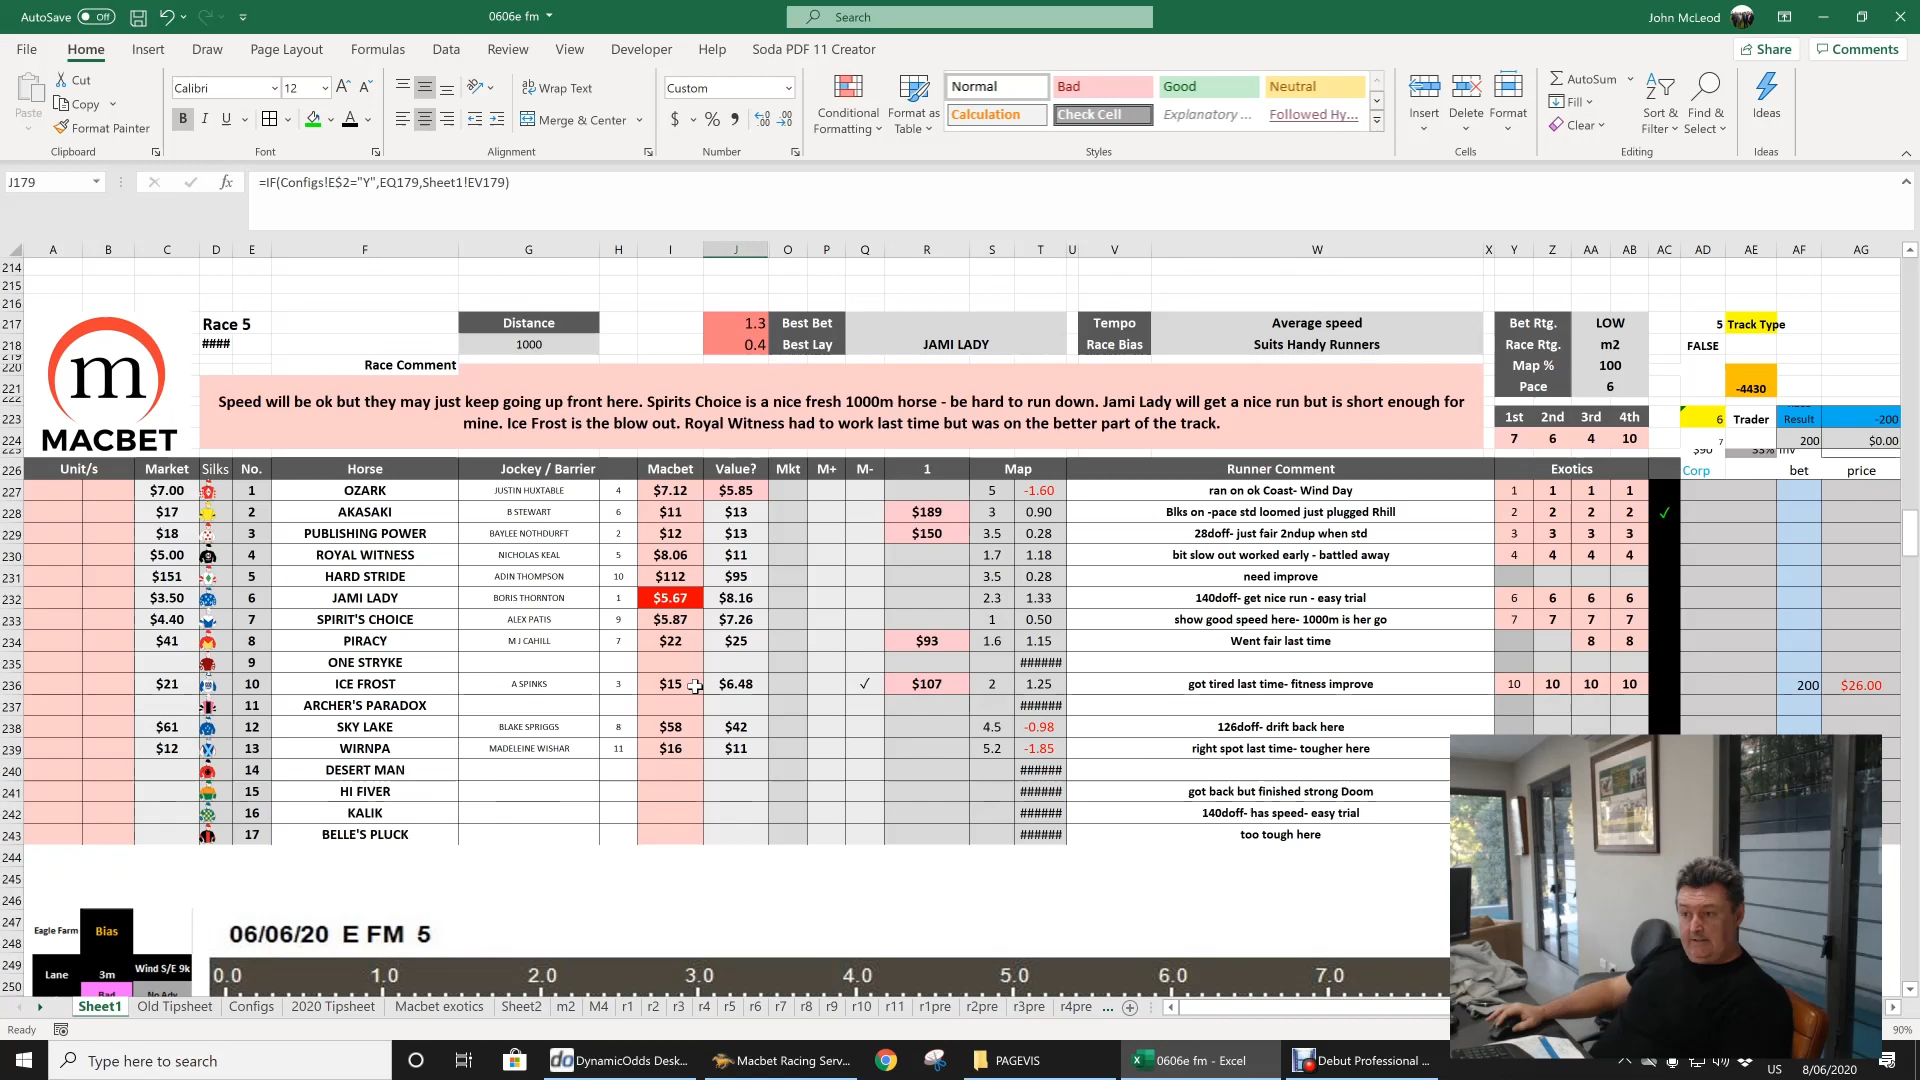 AutoSave Off 0606e fm Search John McLeod
File Home Insert Draw Page Layout Formulas Data Review View Developer Help Soda PDF 11 Creator Share Comments
Cut Calibri 12 Wrap Text Custom Normal Bad Good Neutral AutoSum
Paste Copy Conditional Format as Insert Delete Format Fill Sort & Find & Ideas
Format Painter B I U Merge & Center $ % Formatting Table Calculation Check Cell Explanatory ... Followed Hy... Clear Filter Select
Clipboard Font Alignment Number Styles Cells Editing Ideas
J179 fx =IF(Configs!E$2="Y",EQ179,Sheet1!EV179)
A B C D E F G H I J O P Q R S T U V W X Y Z AA AB AC AD AE AF AG
214
215
216
217 Race 5 Distance 1.3 Best Bet Tempo Average speed Bet Rtg. LOW 5 Track Type
218 #### 1000 0.4 Best Lay JAMI LADY Race Bias Suits Handy Runners Race Rtg. m2 FALSE
219
220 Race Comment Map % 100
221 Pace 6 -4430
222
Speed will be ok but they may just keep going up front here. Spirits Choice is a nice fresh 1000m horse - be hard to run down. Jami Lady will get a nice run but is short enough for
mine. Ice Frost is the blow out. Royal Witness had to work last time but was on the better part of the track.
223 1st 2nd 3rd 4th 6 Trader Result -200
224 7 6 4 10 7 200 $0.00
225 $90 33% inv
m
MACBET
226 Unit/s Market Silks No. Horse Jockey / Barrier Macbet Value? Mkt M+ M- 1 Map Runner Comment Exotics Corp bet price
227 $7.00 1 OZARK JUSTIN HUXTABLE 4 $7.12 $5.85 5 -1.60 ran on ok Coast- Wind Day 1 1 1 1
228 $17 2 AKASAKI B STEWART 6 $11 $13 $189 3 0.90 Blks on -pace std loomed just plugged Rhill 2 2 2 2 ✓
229 $18 3 PUBLISHING POWER BAYLEE NOTHDURFT 2 $12 $13 $150 3.5 0.28 28doff- just fair 2ndup when std 3 3 3 3
230 $5.00 4 ROYAL WITNESS NICHOLAS KEAL 5 $8.06 $11 1.7 1.18 bit slow out worked early - battled away 4 4 4 4
231 $151 5 HARD STRIDE ADIN THOMPSON 10 $112 $95 3.5 0.28 need improve
232 $3.50 6 JAMI LADY BORIS THORNTON 1 $5.67 $8.16 2.3 1.33 140doff- get nice run - easy trial 6 6 6 6
233 $4.40 7 SPIRIT'S CHOICE ALEX PATIS 9 $5.87 $7.26 1 0.50 show good speed here- 1000m is her go 7 7 7 7
234 $41 8 PIRACY M J CAHILL 7 $22 $25 $93 1.6 1.15 Went fair last time 8 8
235 9 ONE STRYKE ######
236 $21 10 ICE FROST A SPINKS 3 $15 $6.48 ✓ $107 2 1.25 got tired last time- fitness improve 10 10 10 10 200 $26.00
237 11 ARCHER'S PARADOX ######
238 $61 12 SKY LAKE BLAKE SPRIGGS 8 $58 $42 4.5 -0.98 126doff- drift back here
239 $12 13 WIRNPA MADELEINE WISHAR 11 $16 $11 5.2 -1.85 right spot last time- tougher here
240 14 DESERT MAN ######
241 15 HI FIVER ###### got back but finished strong Doom
242 16 KALIK ###### 140doff- has speed- easy trial
243 17 BELLE'S PLUCK ###### too tough here
244
245
246
247 Eagle Farm Bias 06/06/20 E FM 5
248
249 Lane 3m Wind S/E 9k 0.0 1.0 2.0 3.0 4.0 5.0 6.0 7.0
250 Bad No Adv
Sheet1 Old Tipsheet Configs 2020 Tipsheet Macbet exotics Sheet2 m2 M4 r1 r2 r3 r4 r5 r6 r7 r8 r9 r10 r11 r1pre r2pre r3pre r4pre ...
Ready 90%
Type here to search DynamicOdds Desk... Macbet Racing Serv... PAGEVIS 0606e fm - Excel Debut Professional ... US 8/06/2020